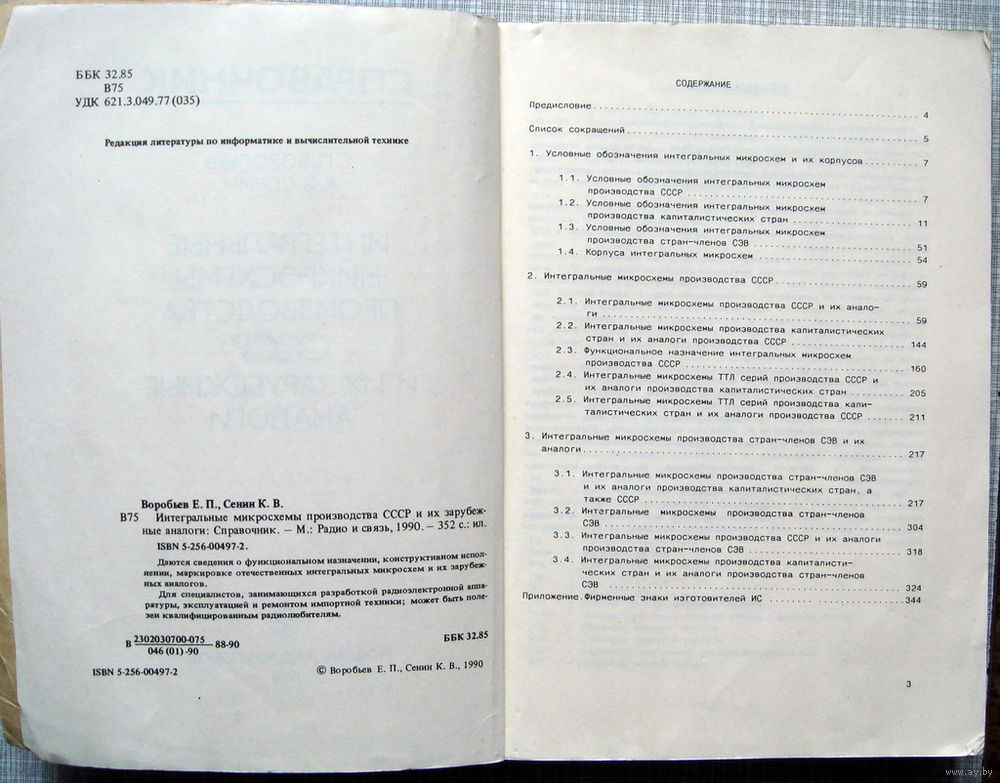 ББК 32.85
В75
УДК 621.3.049.77(035)
Редакция литературы по информатике и вычислительной технике
Воробьев Е. П., Сенин К. В.
В75 Интегральные микросхемы производства СССР и их зарубеж-
ные аналоги: Справочник. – М.: Радио и связь, 1990. – 352 с.: ил.
ISBN 5-256-00497-2.
Даются сведения о функциональном назначении, конструктивном испол-
нении, маркировке отечественных интегральных микросхем и их зарубеж-
ных аналогов.
Для специалистов, занимающихся разработкой радиоэлектронной аппа-
ратуры, эксплуатацией и ремонтом импортной техники; может быть поле-
зен квалифицированным радиолюбителям.
2302030700-075
В 88-90
046 (01) -90
ББК 32.85
ISBN 5-256-00497-2
© Воробьев Е. П., Сенин К. В., 1990
СОДЕРЖАНИЕ
Предисловие 4
Список сокращений 5
1. Условные обозначения интегральных микросхем и их корпусов 7
1.1. Условные обозначения интегральных микросхем
производства СССР 7
1.2. Условные обозначения интегральных микросхем
производства капиталистических стран 11
1.3. Условные обозначения интегральных микросхем
производства стран-членов СЭВ 51
1.4. Корпуса интегральных микросхем 54
2. Интегральные микросхемы производства СССР 59
2.1. Интегральные микросхемы производства СССР и их анало-
ги 59
2.2. Интегральные микросхемы производства капиталистических
стран и их аналоги производства СССР 144
2.3. Функциональное назначение интегральных микросхем
производства СССР 160
2.4. Интегральные микросхемы ТТЛ серий производства СССР и
их аналоги производства капиталистических стран 205
2.5. Интегральные микросхемы ТТЛ серий производства капи-
талистических стран и их аналоги производства СССР 211
3. Интегральные микросхемы производства стран-членов СЭВ и их
аналоги 217
3.1. Интегральные микросхемы производства стран-членов СЭВ
и их аналоги производства капиталистических стран, а
также СССР 217
3.2. Интегральные микросхемы производства стран-членов
СЭВ 304
3.3. Интегральные микросхемы производства СССР и их аналоги
производства стран-членов СЭВ 318
3.4. Интегральные микросхемы производства капиталисти-
ческих стран и их аналоги производства стран-членов
СЭВ 324
Приложение. Фирменные знаки изготовителей ИС 344
3
www.ay.by